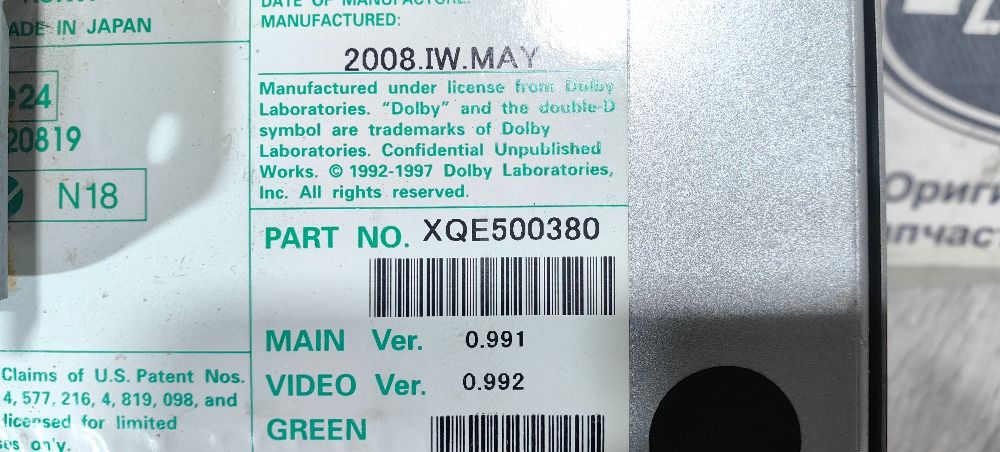 ADE IN JAPAN
24
20819
N18
Claims of U.S. Patent Nos.
4, 577, 216, 4, 819, 098, and
licensed for limited
only.
DATE OF MANUFACTURE:
MANUFACTURED:
2008.IW.MAY
Manufactured under license from Dolby
Laboratories. “Dolby” and the double-D
symbol are trademarks of Dolby
Laboratories. Confidential Unpublished
Works. © 1992-1997 Dolby Laboratories,
Inc. All rights reserved.
PART NO. XQE500380
MAIN Ver. 0.991
VIDEO Ver. 0.992
GREEN
Ориги
пчас